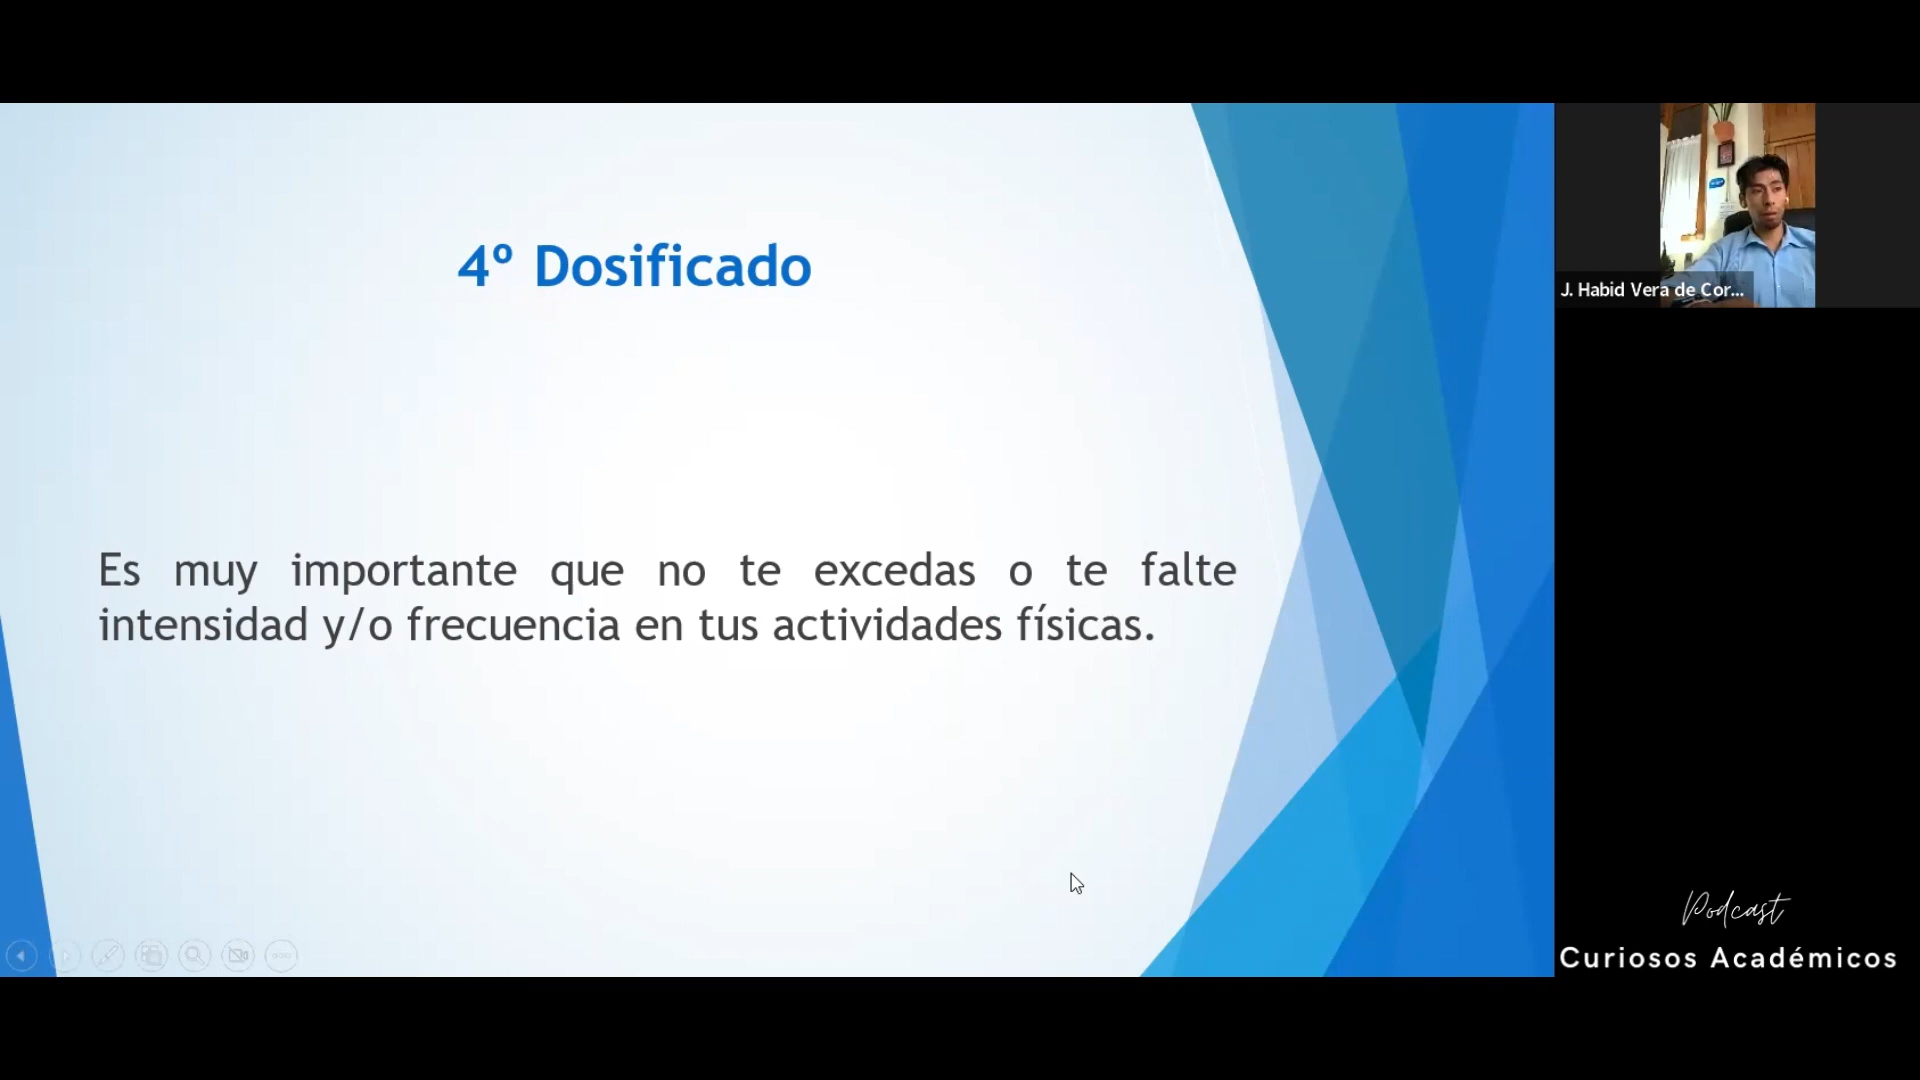 4º Dosificado
Es muy importante que no te excedas o te falte
intensidad y/o frecuencia en tus actividades físicas.
J. Habid Vera de Cor...
Podcast
Curiosos Académicos